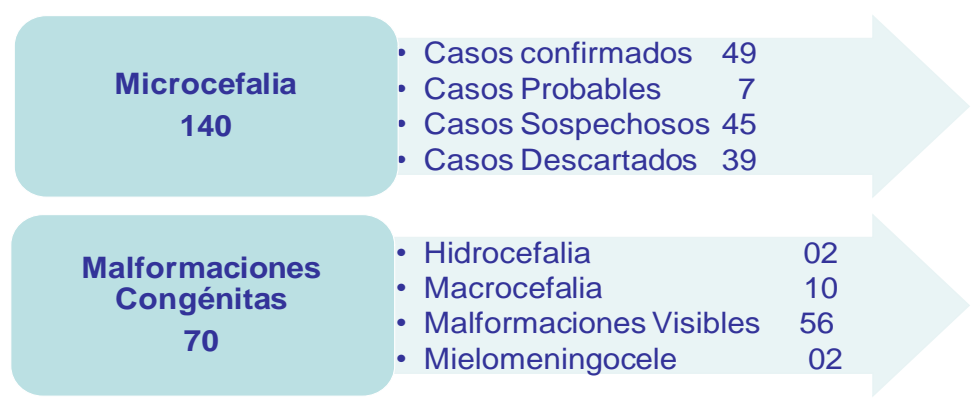 Microcefalia
140
• Casos confirmados 49
• Casos Probables 7
• Casos Sospechosos 45
• Casos Descartados 39
Malformaciones
Congénitas
70
• Hidrocefalia 02
• Macrocefalia 10
• Malformaciones Visibles 56
• Mielomeningocele 02